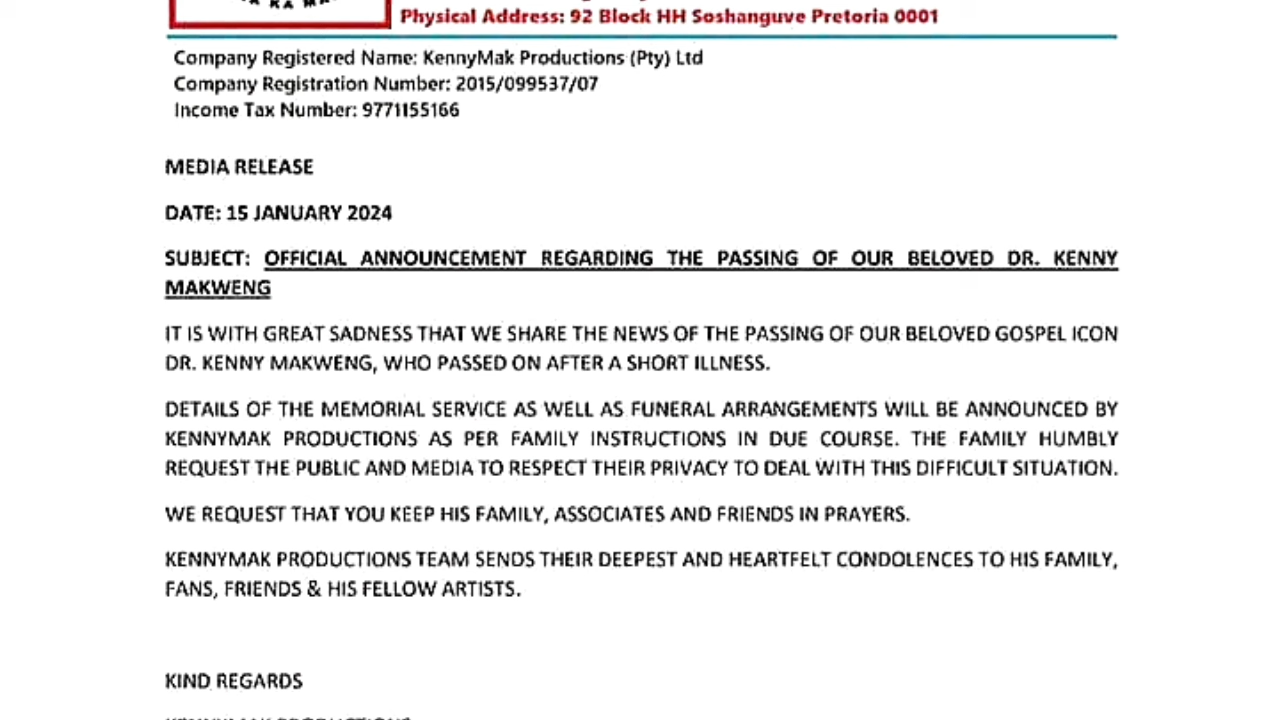 KA MA
Physical Address: 92 Block HH Soshanguve Pretoria 0001
Company Registered Name: KennyMak Productions (Pty) Ltd
Company Registration Number: 2015/099537/07
Income Tax Number: 9771155166
MEDIA RELEASE
DATE: 15 JANUARY 2024
SUBJECT: OFFICIAL ANNOUNCEMENT REGARDING THE PASSING OF OUR BELOVED DR. KENNY
MAKWENG
IT IS WITH GREAT SADNESS THAT WE SHARE THE NEWS OF THE PASSING OF OUR BELOVED GOSPEL ICON
DR. KENNY MAKWENG, WHO PASSED ON AFTER A SHORT ILLNESS.
DETAILS OF THE MEMORIAL SERVICE AS WELL AS FUNERAL ARRANGEMENTS WILL BE ANNOUNCED BY
KENNYMAK PRODUCTIONS AS PER FAMILY INSTRUCTIONS IN DUE COURSE. THE FAMILY HUMBLY
REQUEST THE PUBLIC AND MEDIA TO RESPECT THEIR PRIVACY TO DEAL WITH THIS DIFFICULT SITUATION.
WE REQUEST THAT YOU KEEP HIS FAMILY, ASSOCIATES AND FRIENDS IN PRAYERS.
KENNYMAK PRODUCTIONS TEAM SENDS THEIR DEEPEST AND HEARTFELT CONDOLENCES TO HIS FAMILY,
FANS, FRIENDS & HIS FELLOW ARTISTS.
KIND REGARDS
KENNYMAK PRODUCTIONS